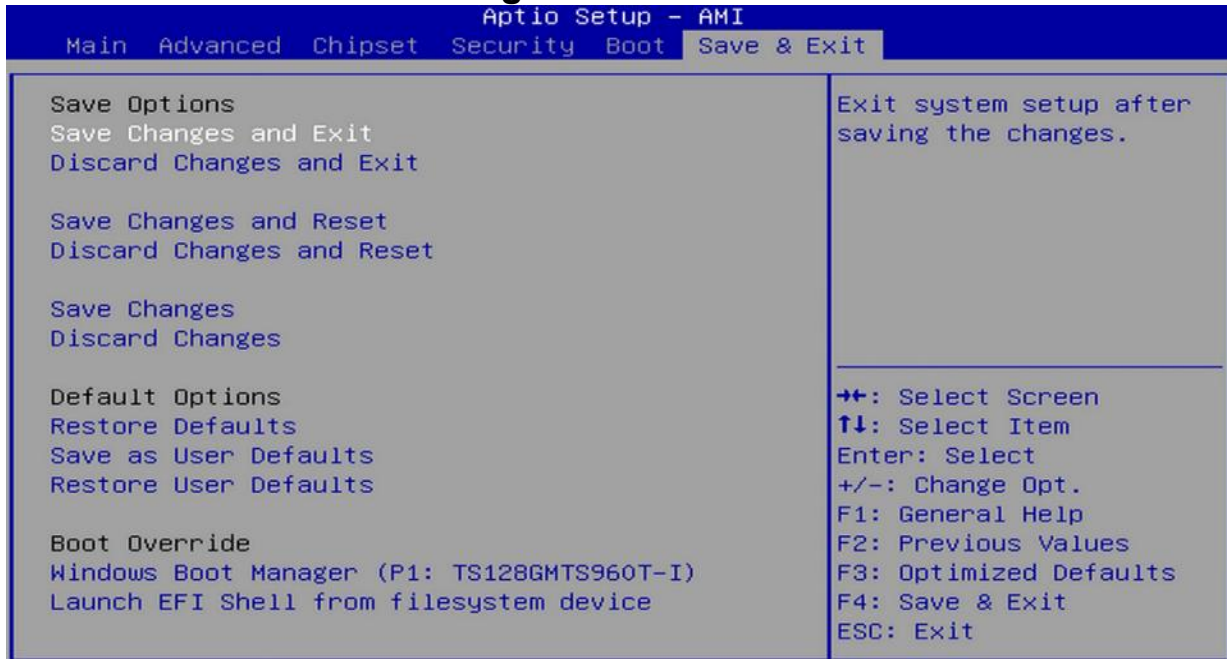 Aptio Setup – AMI
Main Advanced Chipset Security Boot Save & Exit
Save Options
Save Changes and Exit
Discard Changes and Exit
Save Changes and Reset
Discard Changes and Reset
Save Changes
Discard Changes
Default Options
Restore Defaults
Save as User Defaults
Restore User Defaults
Boot Override
Windows Boot Manager (P1: TS128GMTS960T-I)
Launch EFI Shell from filesystem device
Exit system setup after
saving the changes.
→←: Select Screen
↑↓: Select Item
Enter: Select
+/-: Change Opt.
F1: General Help
F2: Previous Values
F3: Optimized Defaults
F4: Save & Exit
ESC: Exit